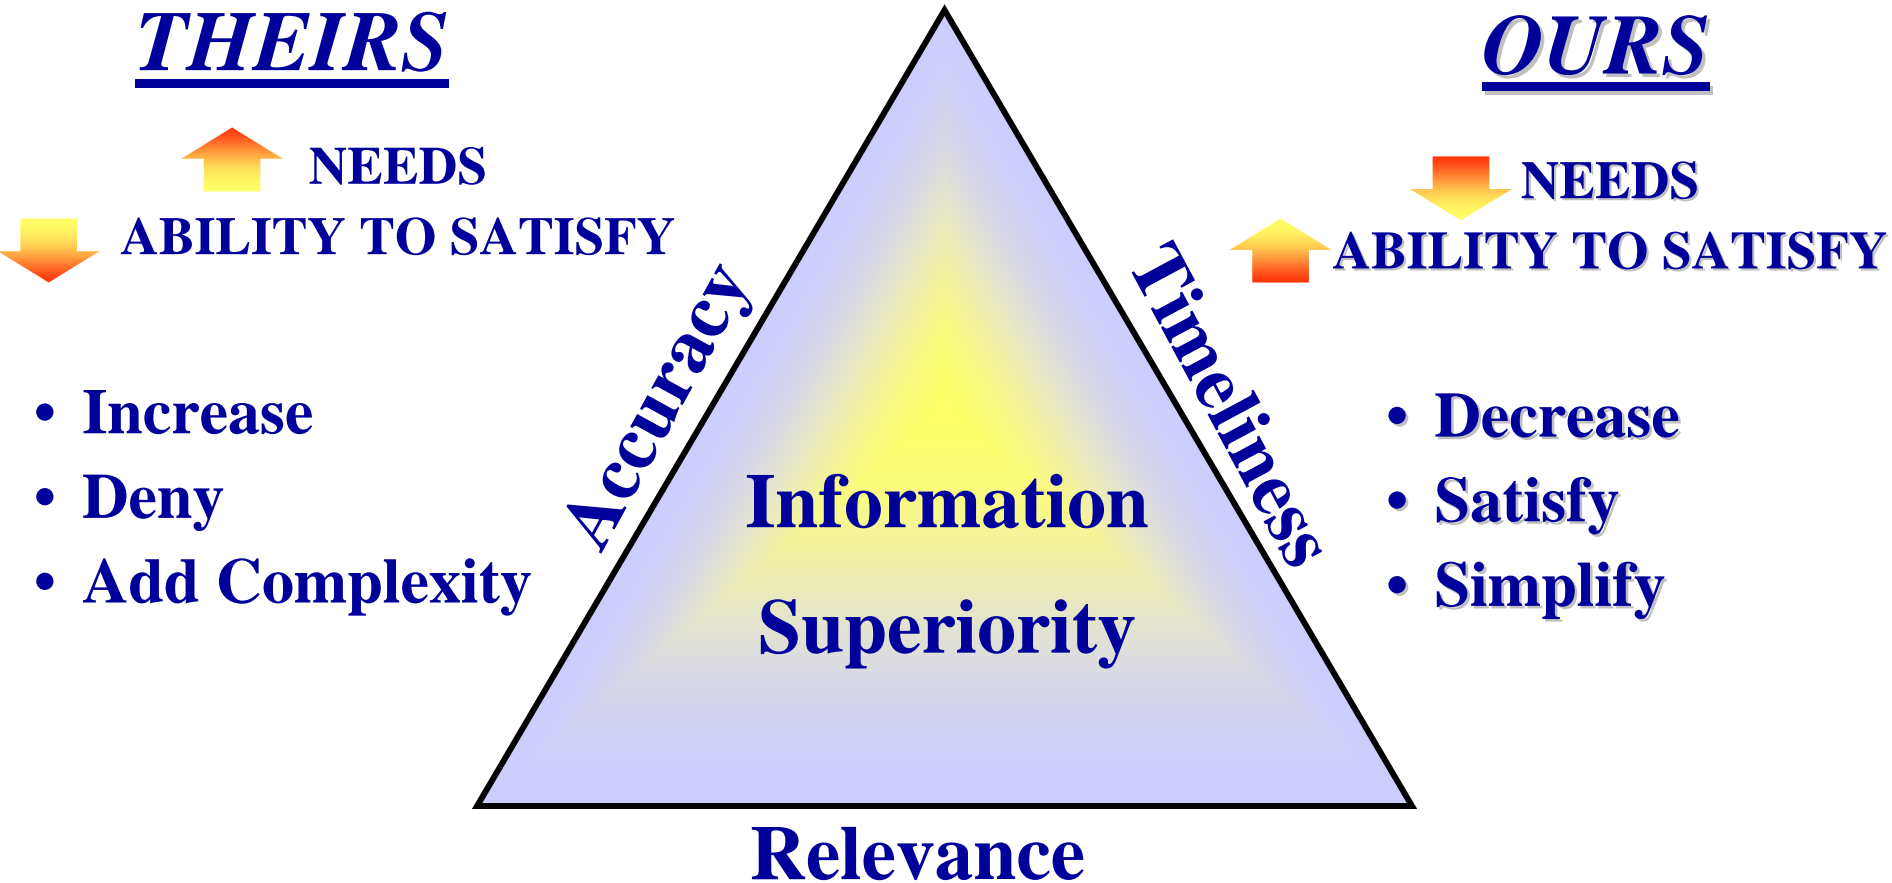 THEIRS
NEEDS
ABILITY TO SATISFY
• Increase
• Deny
• Add Complexity
Accuracy
Information
Superiority
Relevance
Timeliness
OURS
NEEDS
ABILITY TO SATISFY
• Decrease
• Satisfy
• Simplify